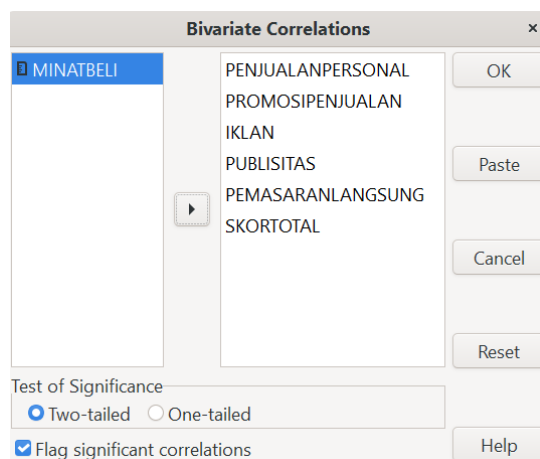 Bivariate Correlations ×
MINATBELI
PENJUALANPERSONAL
PROMOSIPENJUALAN
IKLAN
PUBLISITAS
PEMASARANLANGSUNG
SKORTOTAL
OK
Paste
Cancel
Reset
Test of Significance
Two-tailed One-tailed
Flag significant correlations
Help